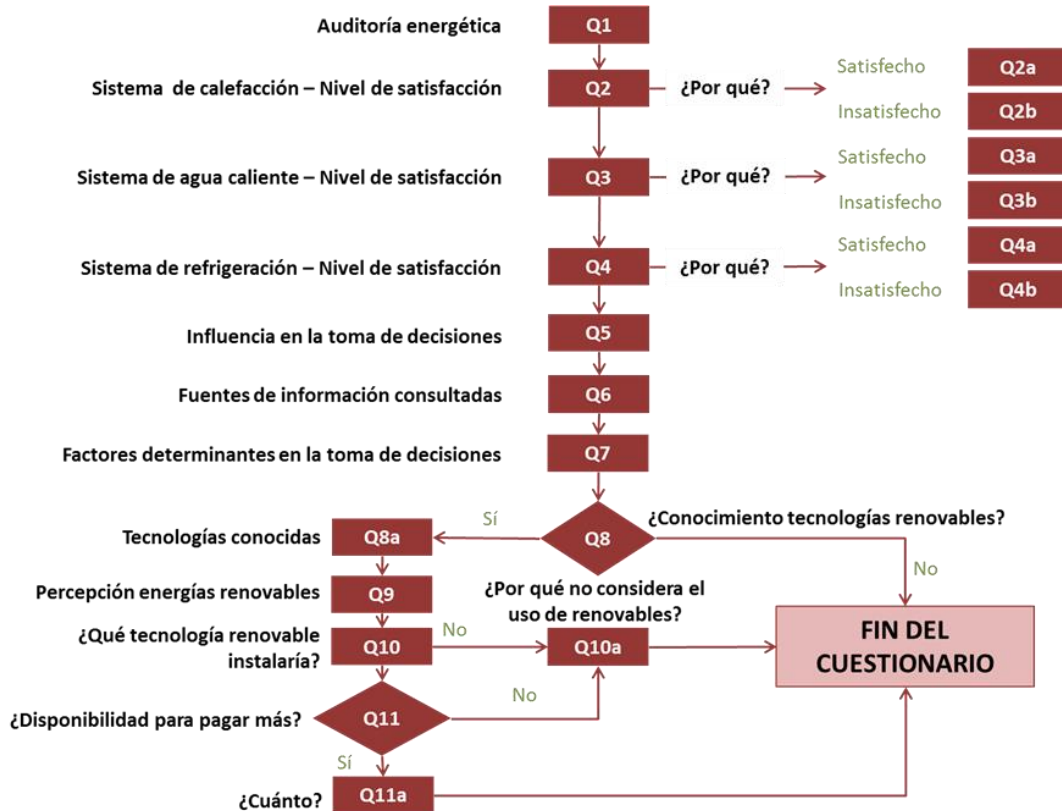 Auditoría energética
Q1
Sistema de calefacción – Nivel de satisfacción
Q2
¿Por qué?
Satisfecho
Q2a
Insatisfecho
Q2b
Sistema de agua caliente – Nivel de satisfacción
Q3
¿Por qué?
Satisfecho
Q3a
Insatisfecho
Q3b
Sistema de refrigeración – Nivel de satisfacción
Q4
¿Por qué?
Satisfecho
Q4a
Insatisfecho
Q4b
Influencia en la toma de decisiones
Q5
Fuentes de información consultadas
Q6
Factores determinantes en la toma de decisiones
Q7
Q8
¿Conocimiento tecnologías renovables?
Sí
No
Tecnologías conocidas
Q8a
Percepción energías renovables
Q9
¿Qué tecnología renovable
instalaría?
Q10
No
¿Por qué no considera el
uso de renovables?
Q10a
FIN DEL
CUESTIONARIO
¿Disponibilidad para pagar más?
Q11
No
Sí
¿Cuánto?
Q11a